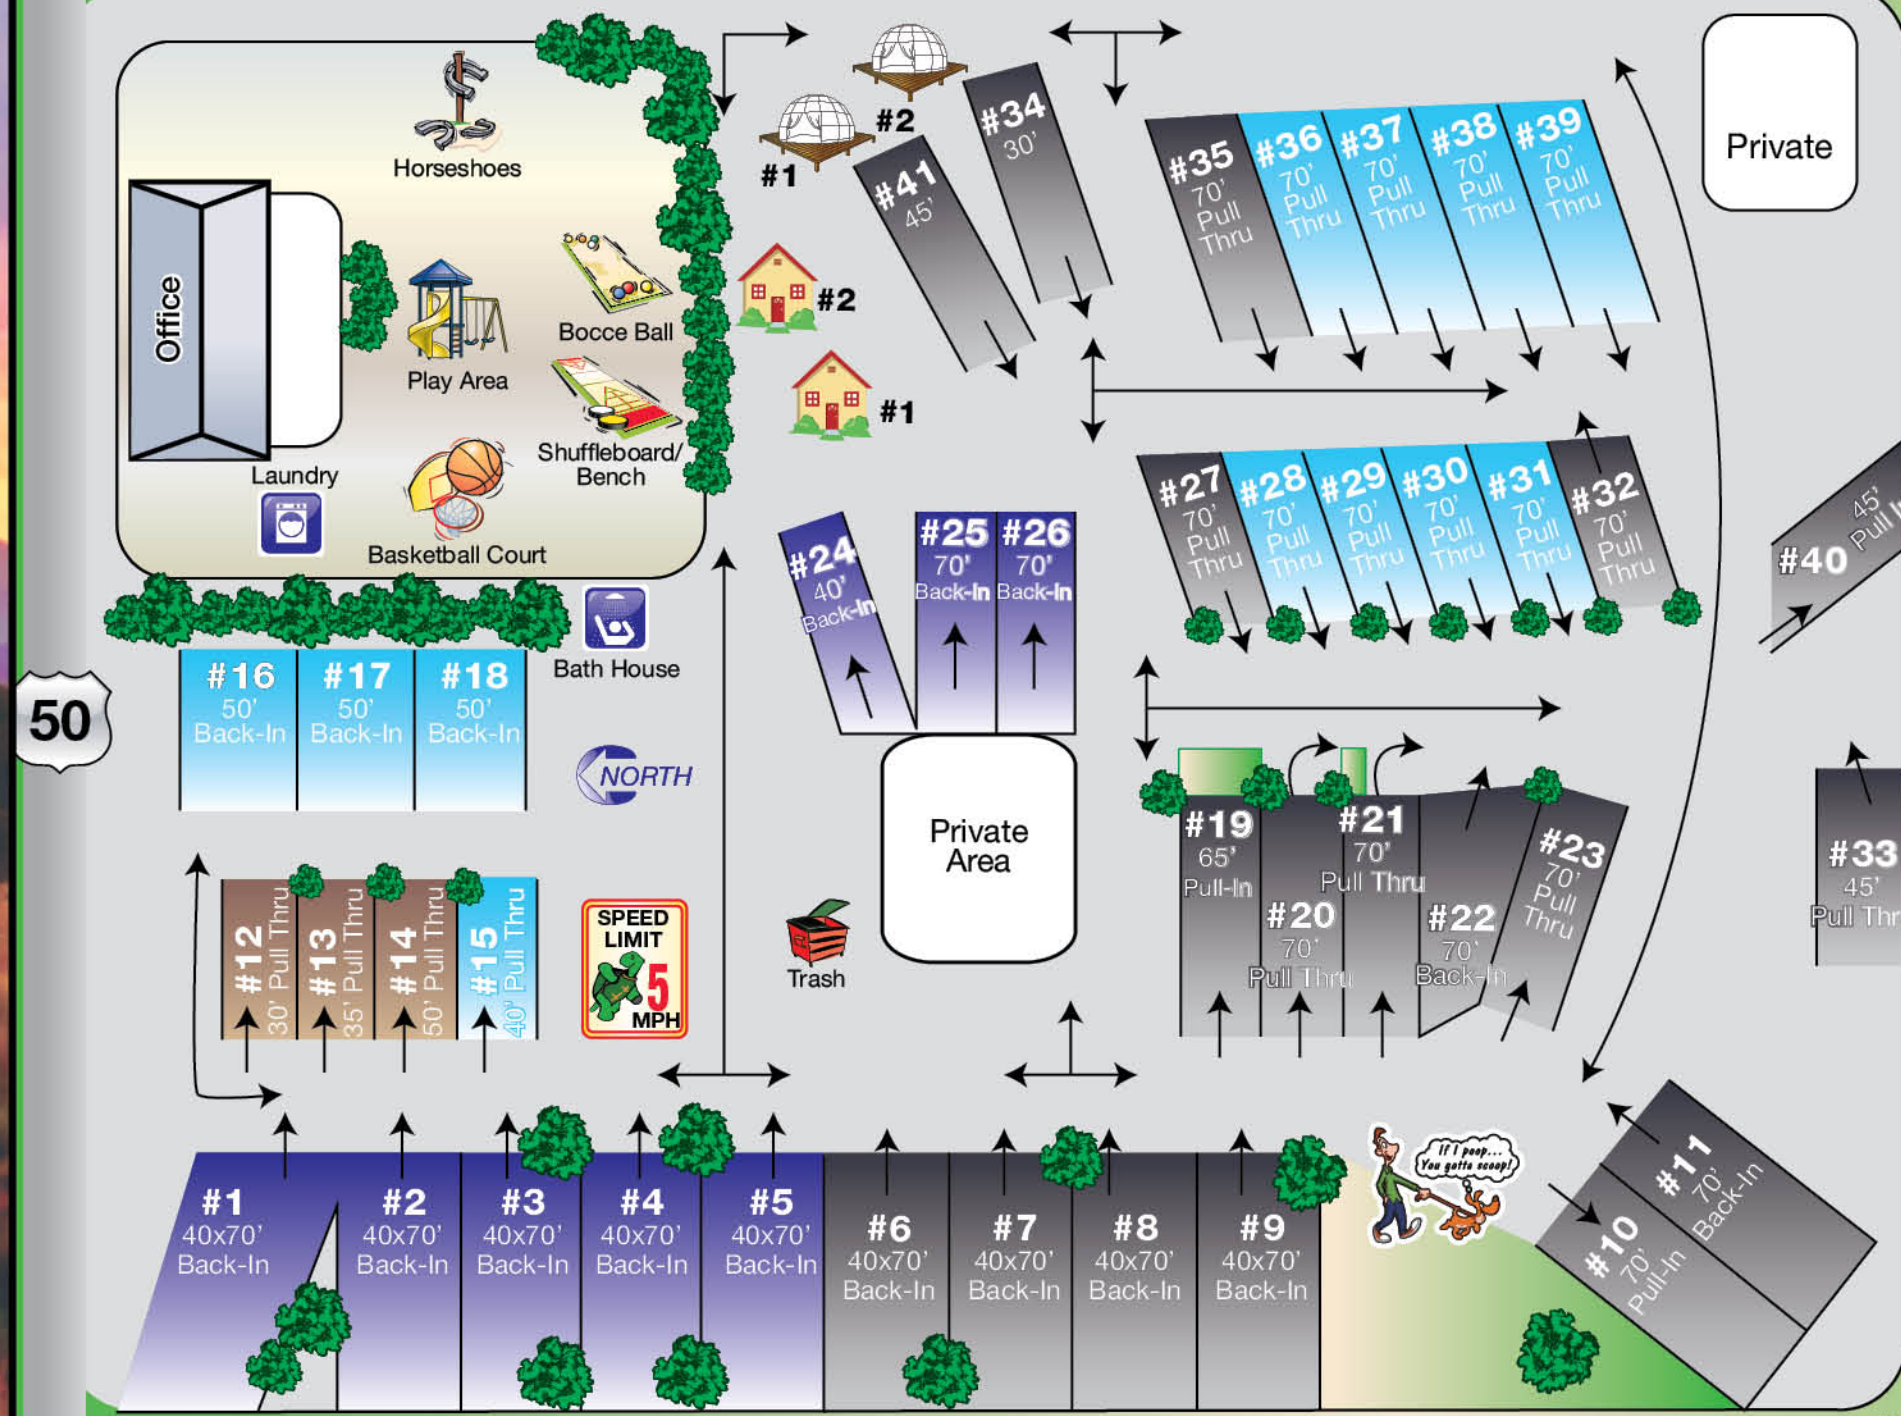 Horseshoes
Office
Play Area
Bocce Ball
Shuffleboard/
Bench
Laundry
Basketball Court
Bath House
#2
#1
#2
#1
#41
45'
#34
30'
#35
70'
Pull
Thru
#36
70'
Pull
Thru
#37
70'
Pull
Thru
#38
70'
Pull
Thru
#39
70'
Pull
Thru
Private
#27
70'
Pull
Thru
#28
70'
Pull
Thru
#29
70'
Pull
Thru
#30
70'
Pull
Thru
#31
70'
Pull
Thru
#32
70'
Pull
Thru
#40
45'
Pull
#24
40'
Back-In
#25
70'
Back-In
#26
70'
Back-In
50
#16
50'
Back-In
#17
50'
Back-In
#18
50'
Back-In
NORTH
Private
Area
#19
65'
Pull-In
#20
70'
Pull Thru
#21
70'
Pull Thru
#22
70'
Back-In
#23
70'
Pull
Thru
#33
45'
Pull
#12
30' Pull Thru
#13
35' Pull Thru
#14
50' Pull Thru
#15
40' Pull Thru
SPEED
LIMIT
5
MPH
Trash
#1
40x70'
Back-In
#2
40x70'
Back-In
#3
40x70'
Back-In
#4
40x70'
Back-In
#5
40x70'
Back-In
#6
40x70'
Back-In
#7
40x70'
Back-In
#8
40x70'
Back-In
#9
40x70'
Back-In
If I poop...
You gotta scoop!
#10
70'
Pull-In
#11
70'
Back-In